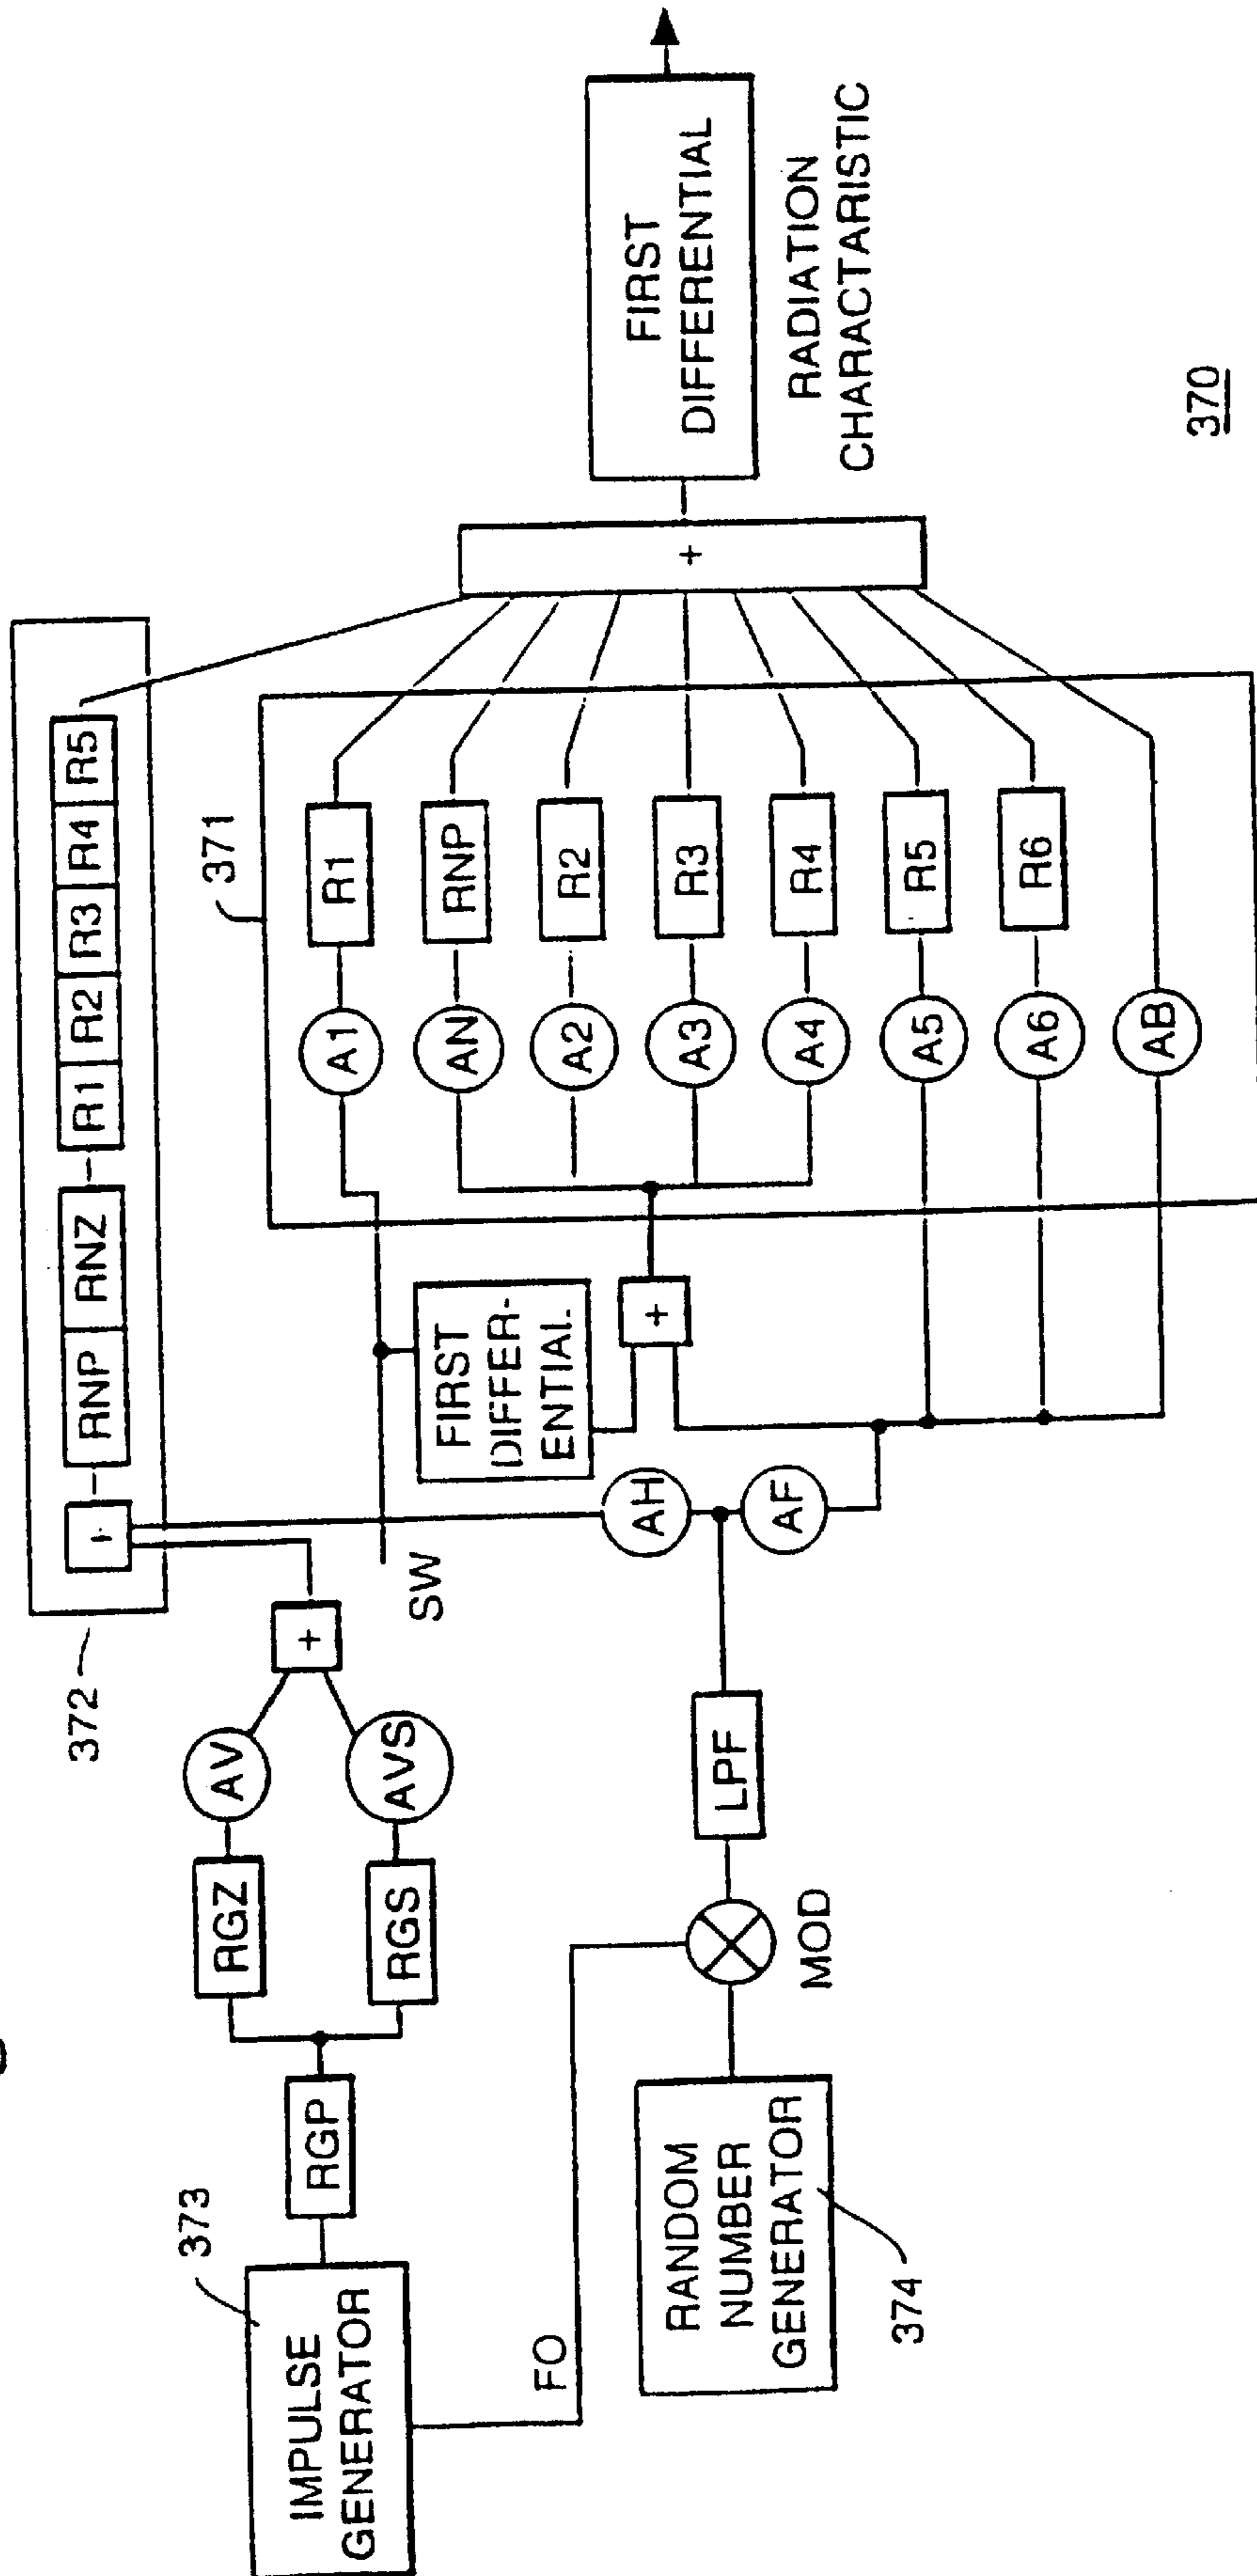 373
IMPULSE
GENERATOR
RGP
RGZ
RGS
AV
AVS
+
372
+
RNP
RNZ
R1
R2
R3
R4
R5
FO
RANDOM
NUMBER
GENERATOR
374
MOD
LPF
AH
AF
SW
FIRST
DIFFER-
ENTIAL
+
371
A1
R1
AN
RNP
A2
R2
A3
R3
A4
R4
A5
R5
A6
R6
AB
+
FIRST
DIFFERENTIAL
RADIATION
CHARACTARISTIC
370